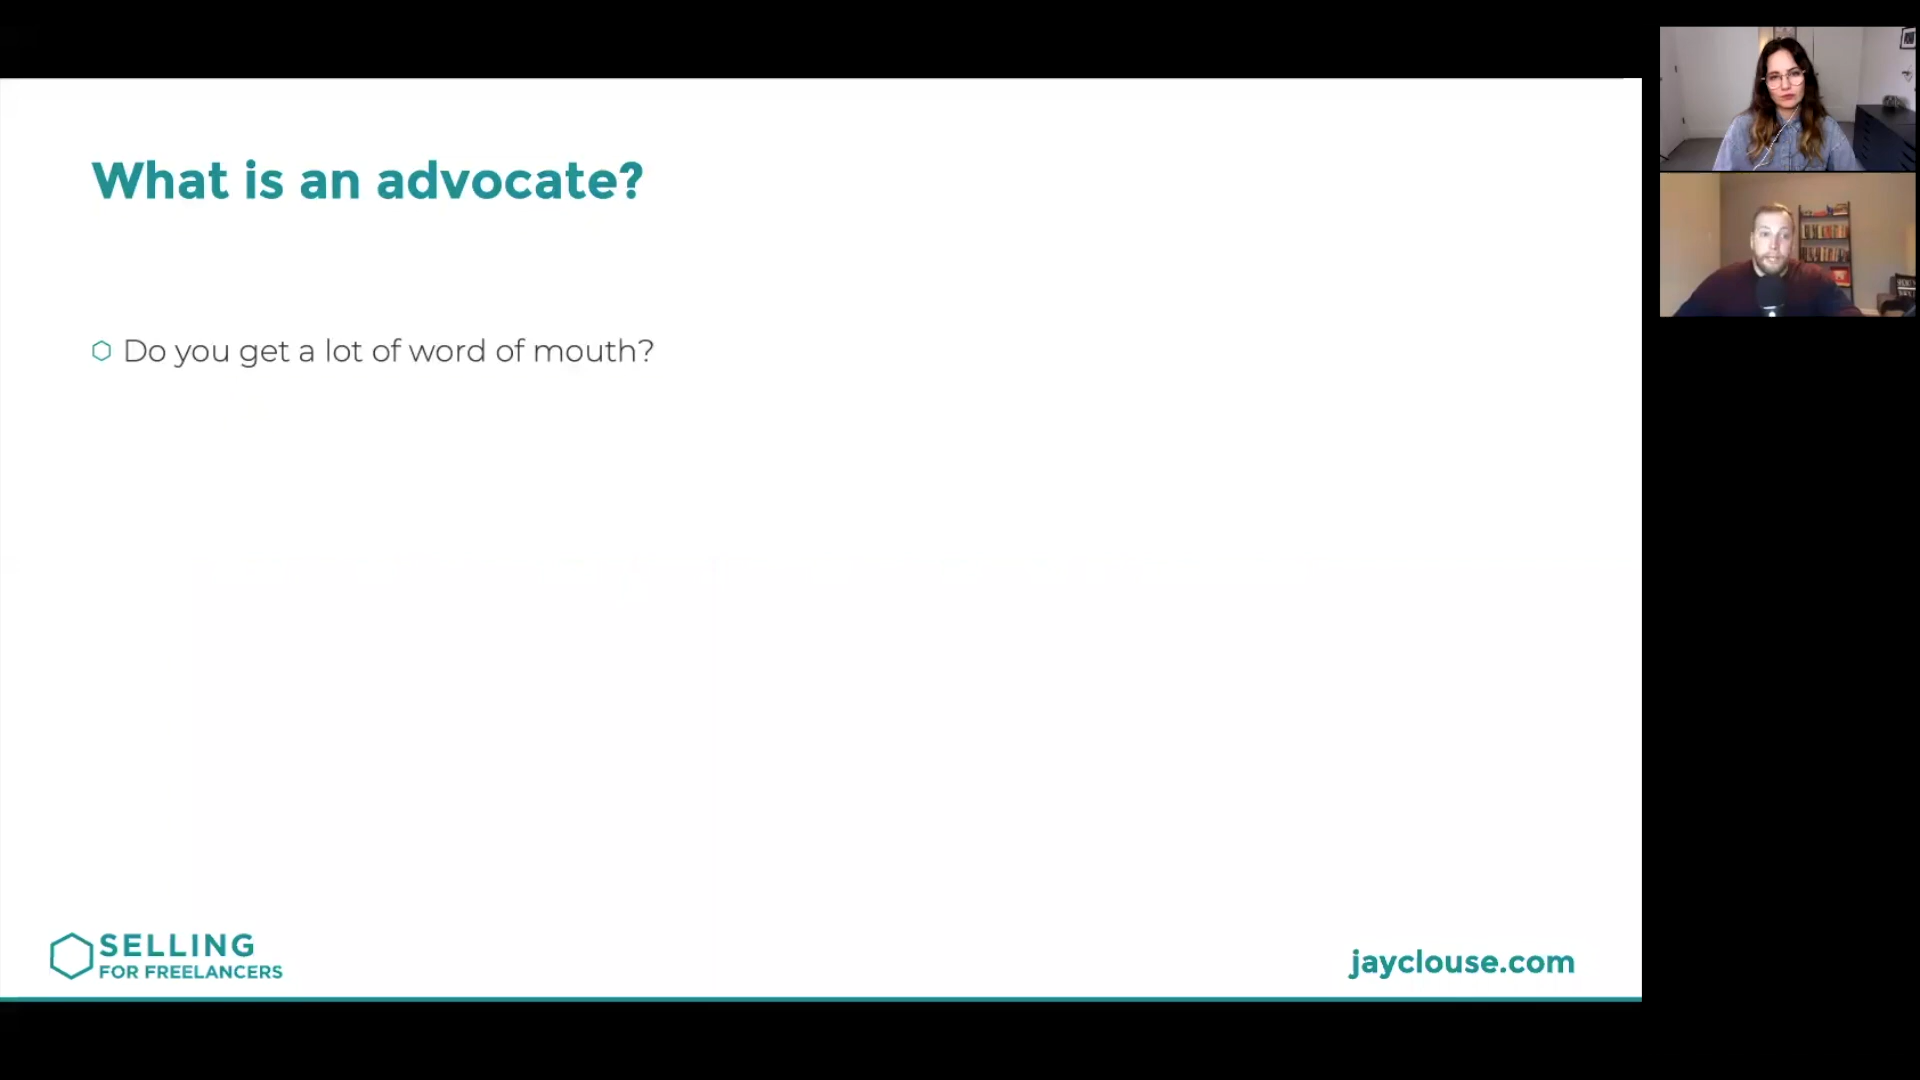 What is an advocate?
Do you get a lot of word of mouth?
SELLING
FOR FREELANCERS
jayclouse.com